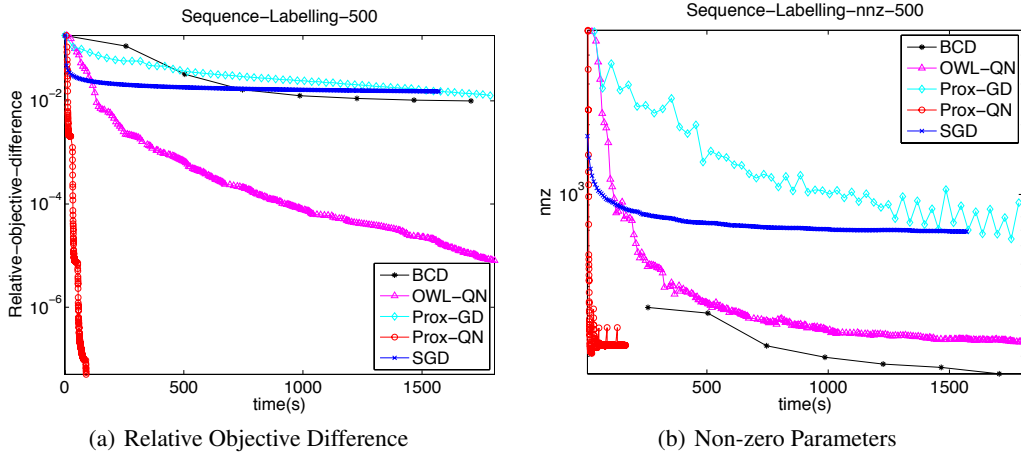 Sequence−Labelling−500
Relative−objective−difference
10^−2
10^−4
10^−6
BCD
OWL−QN
Prox−GD
Prox−QN
SGD
0
500
1000
1500
time(s)
(a) Relative Objective Difference
Sequence−Labelling−nnz−500
nnz
10^3
BCD
OWL−QN
Prox−GD
Prox−QN
SGD
500
1000
1500
time(s)
(b) Non-zero Parameters